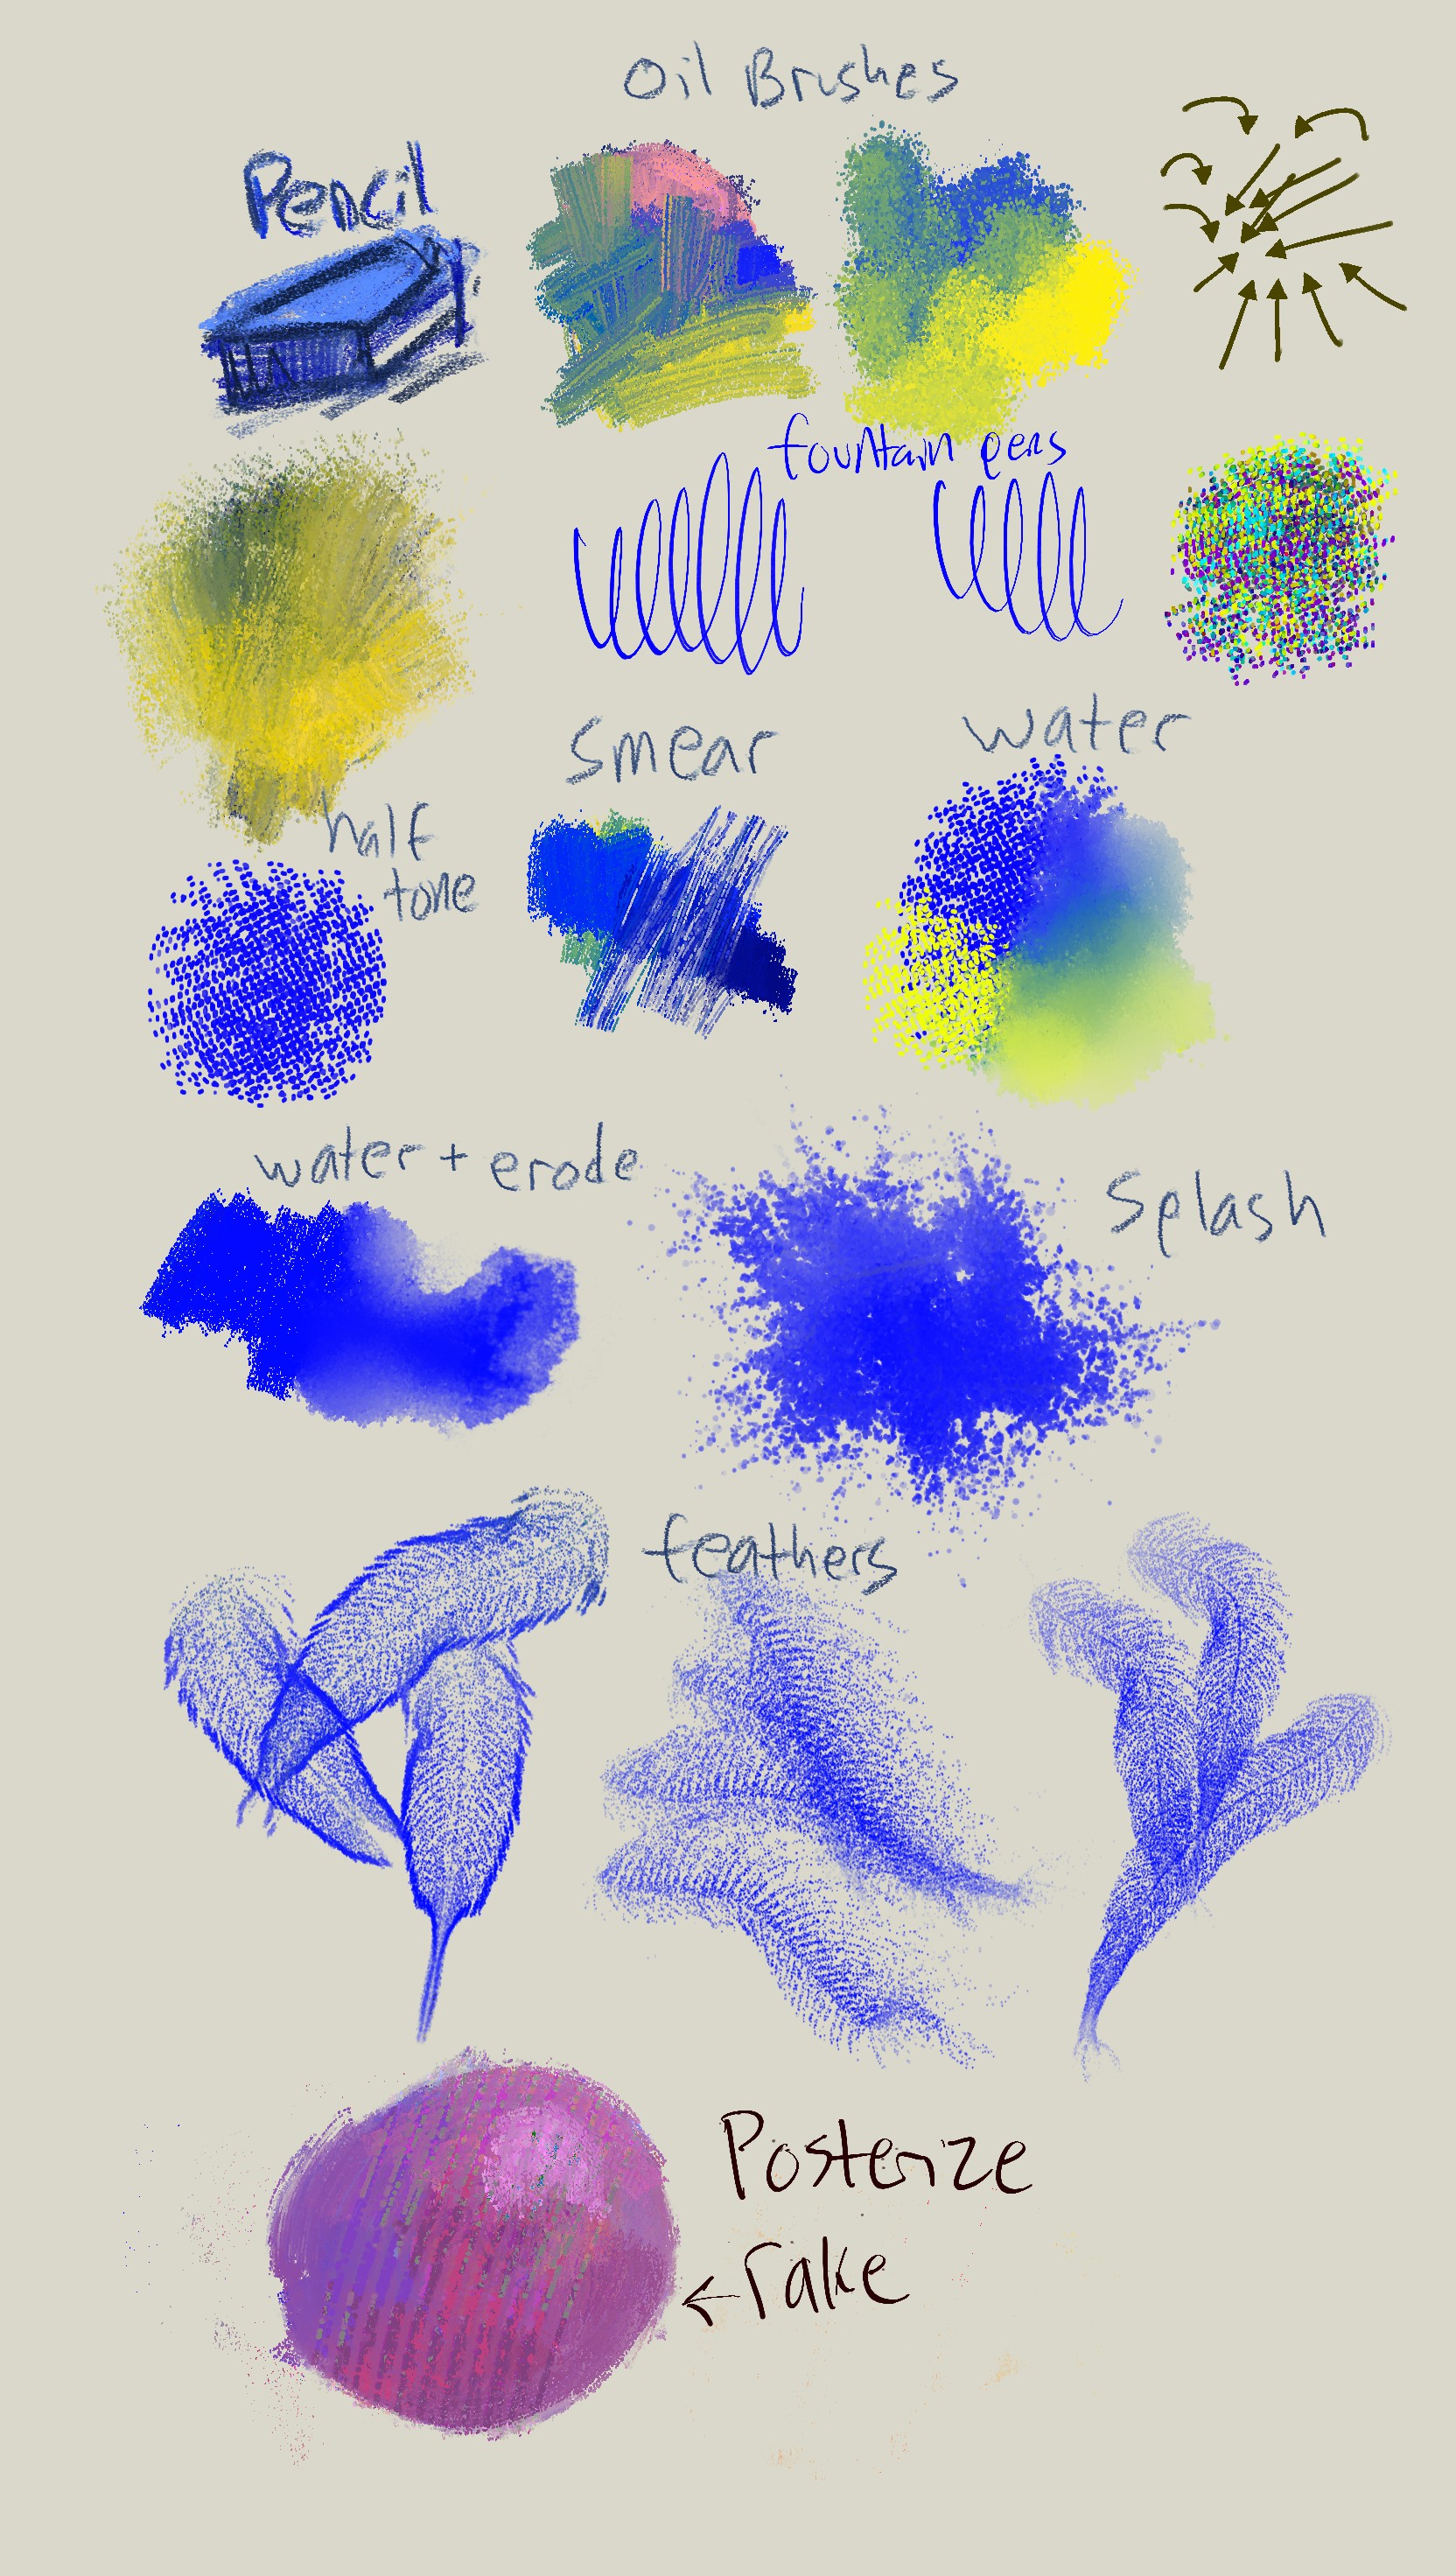 Oil Brushes
Pencil
fountain pens
smear
water
half
tone
water + erode
Splash
feathers
Posterize
←rake